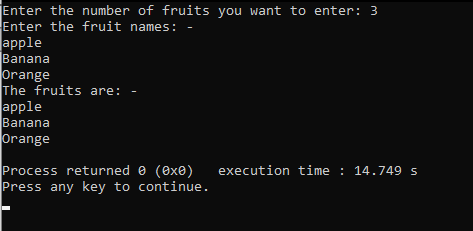 Enter the number of fruits you want to enter: 3
Enter the fruit names: -
apple
Banana
Orange
The fruits are: -
apple
Banana
Orange
Process returned 0 (0x0)   execution time : 14.749 s
Press any key to continue.